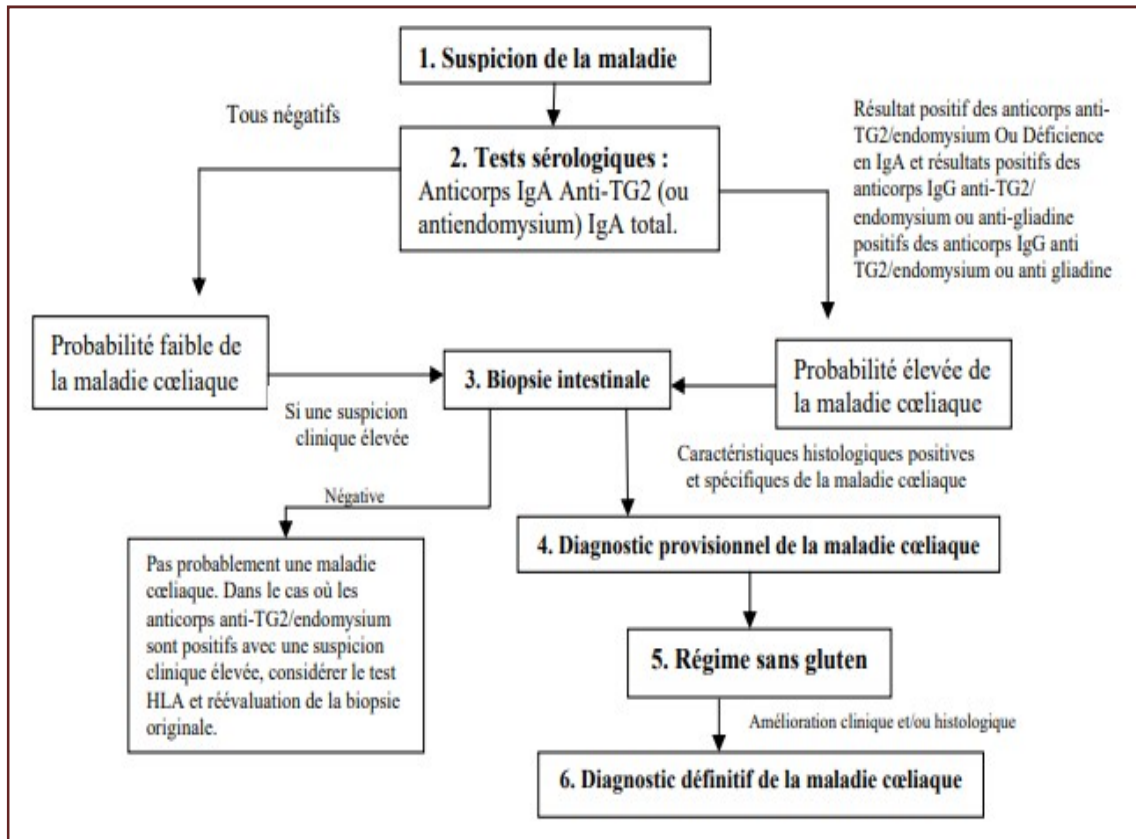 1. Suspicion de la maladie
Tous négatifs
2. Tests sérologiques :
Anticorps IgA Anti-TG2 (ou
antiendomysium) IgA total.
Résultat positif des anticorps anti-
TG2/endomysium Ou Déficience
en IgA et résultats positifs des
anticorps IgG anti-TG2/
endomysium ou anti-gliadine
positifs des anticorps IgG anti
TG2/endomysium ou anti gliadine
Probabilité faible de
la maladie cœliaque
Si une suspicion
clinique élevée
3. Biopsie intestinale
Probabilité élevée de
la maladie cœliaque
Caractéristiques histologiques positives
et spécifiques de la maladie cœliaque
Négative
Pas probablement une maladie
cœliaque. Dans le cas où les
anticorps anti-TG2/endomysium
sont positifs avec une suspicion
clinique élevée, considérer le test
HLA et réévaluation de la biopsie
originale.
4. Diagnostic provisionnel de la maladie cœliaque
5. Régime sans gluten
Amélioration clinique et/ou histologique
6. Diagnostic définitif de la maladie cœliaque